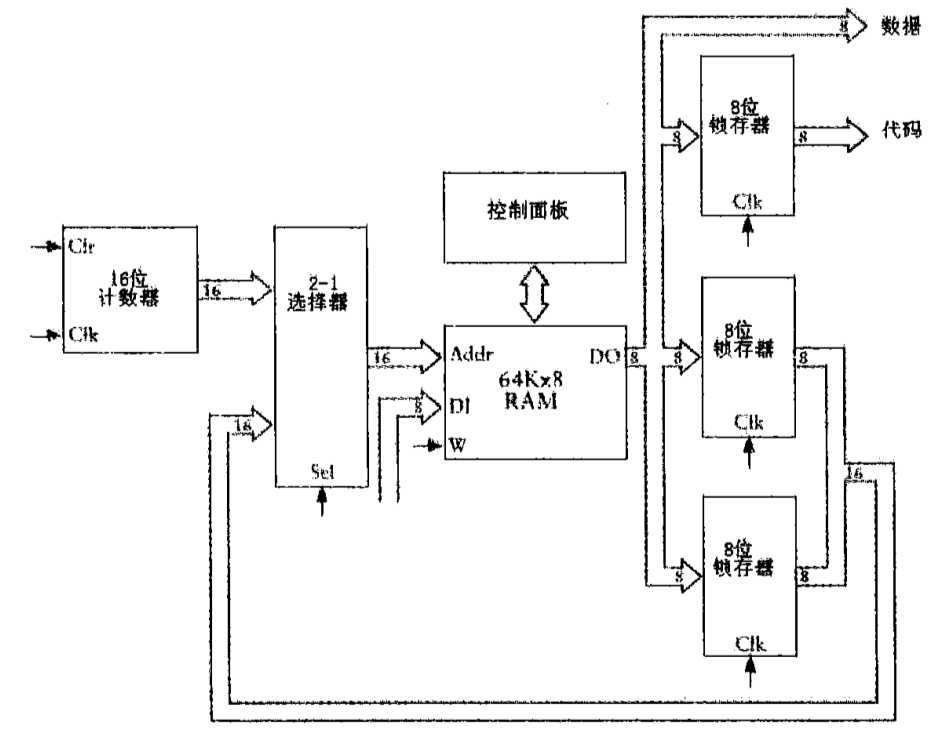 8 数据
8位
锁存器
8
8 代码
Clk
控制面板
Clr
16位
计数器
16
Clk
2-1
选择器
16
16
Sel
Addr
DI
8
W
64Kx8
RAM
DO 8
8
8位
锁存器
8
Clk
16
8
8位
锁存器
8
Clk